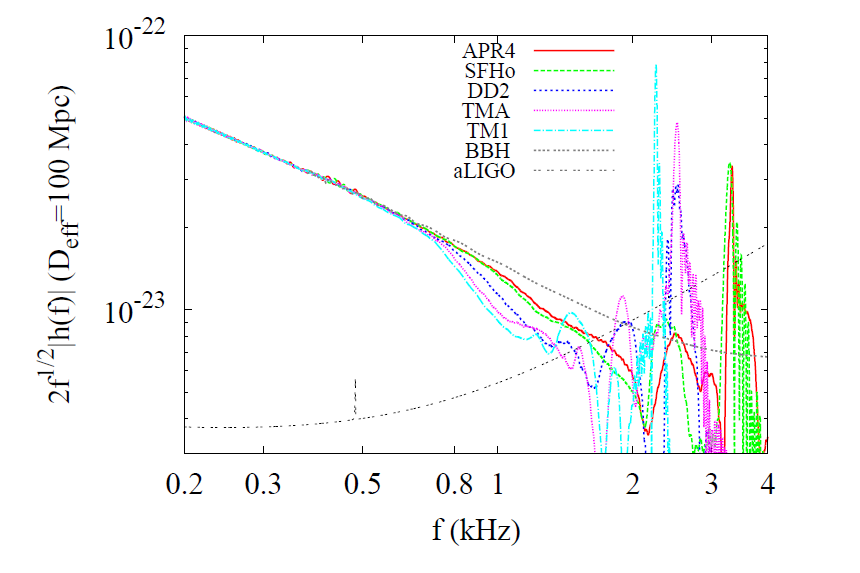 10^-22
APR4
SFHo
DD2
TMA
TM1
BBH
aLIGO
2f^1/2|h(f)| (D_eff=100 Mpc)
10^-23
0.2 0.3 0.5 0.8 1 2 3 4
f (kHz)